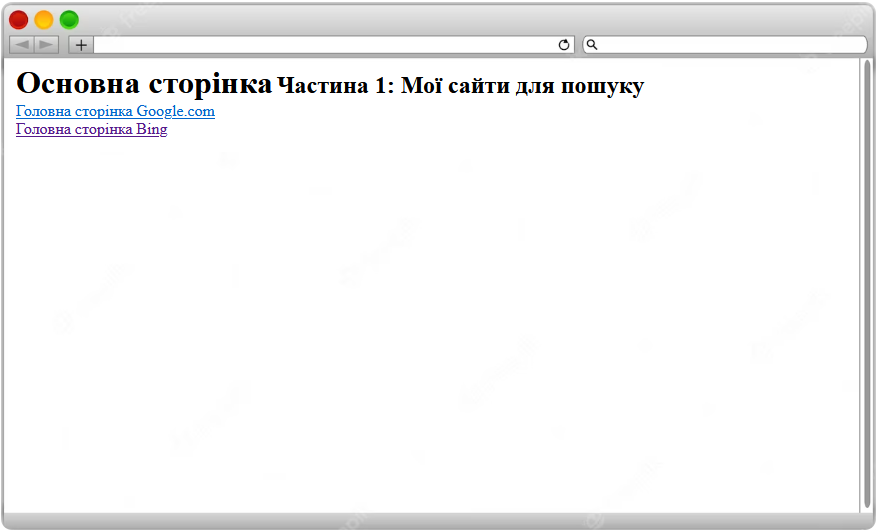 Основна сторінка Частина 1: Мої сайти для пошуку
Головна сторінка Google.com
Головна сторінка Bing